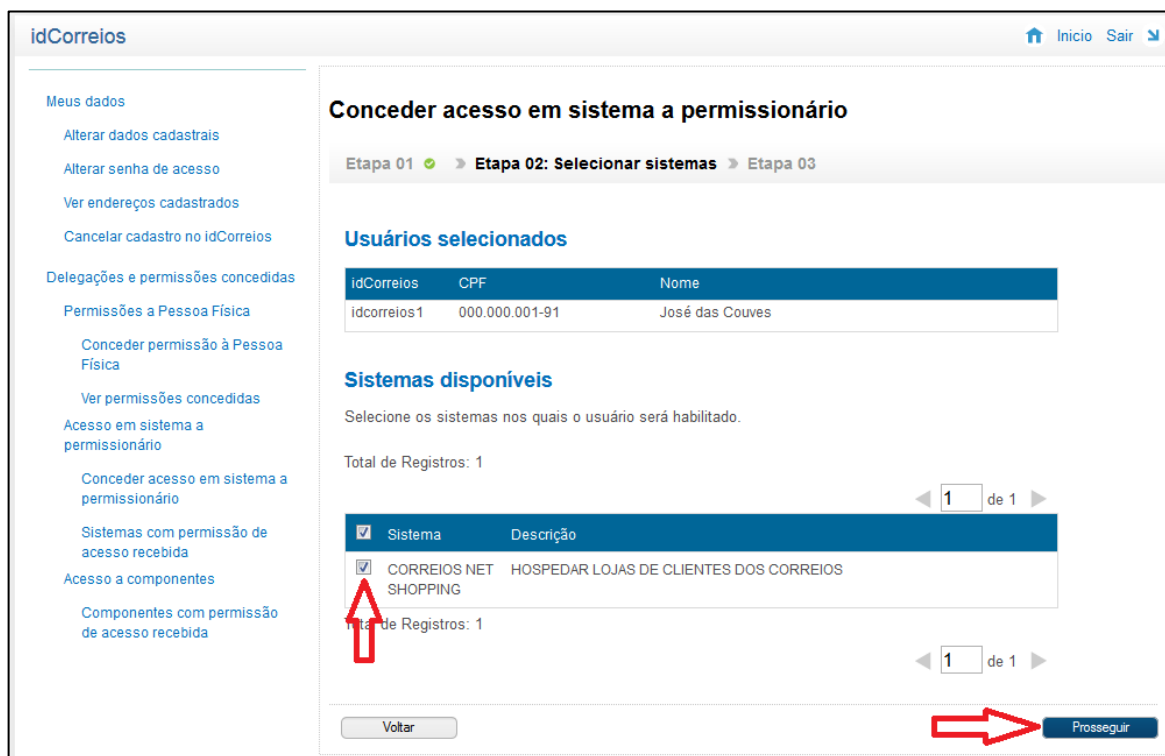 idCorreios
Inicio Sair
Meus dados
Alterar dados cadastrais
Alterar senha de acesso
Ver endereços cadastrados
Cancelar cadastro no idCorreios
Delegações e permissões concedidas
Permissões a Pessoa Física
Conceder permissão à Pessoa
Física
Ver permissões concedidas
Acesso em sistema a
permissionário
Conceder acesso em sistema a
permissionário
Sistemas com permissão de
acesso recebida
Acesso a componentes
Componentes com permissão
de acesso recebida
Conceder acesso em sistema a permissionário
Etapa 01 Etapa 02: Selecionar sistemas Etapa 03
Usuários selecionados
idCorreios CPF Nome
idcorreios1 000.000.001-91 José das Couves
Sistemas disponíveis
Selecione os sistemas nos quais o usuário será habilitado.
Total de Registros: 1
1 de 1
Sistema Descrição
CORREIOS NET HOSPEDAR LOJAS DE CLIENTES DOS CORREIOS
SHOPPING
Total de Registros: 1
1 de 1
Voltar Prosseguir